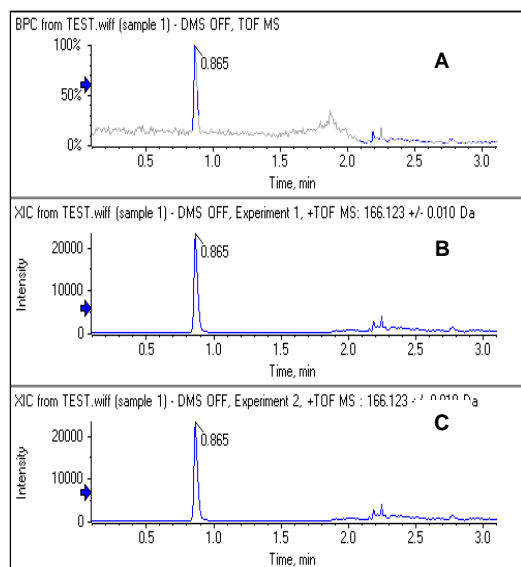 BPC from TEST.wiff (sample 1) - DMS OFF, TOF MS
A
100%
0.865
50%
0%
0.5 1.0 1.5 2.0 2.5 3.0
Time, min
XIC from TEST.wiff (sample 1) - DMS OFF, Experiment 1, +TOF MS: 166.123 +/- 0.010 Da
B
20000
0.865
Intensity
10000
0
0.5 1.0 1.5 2.0 2.5 3.0
Time, min
XIC from TEST.wiff (sample 1) - DMS OFF, Experiment 2, +TOF MS : 166.123 +/- 0.010 Da
C
20000
0.865
Intensity
10000
0
0.5 1.0 1.5 2.0 2.5 3.0
Time, min